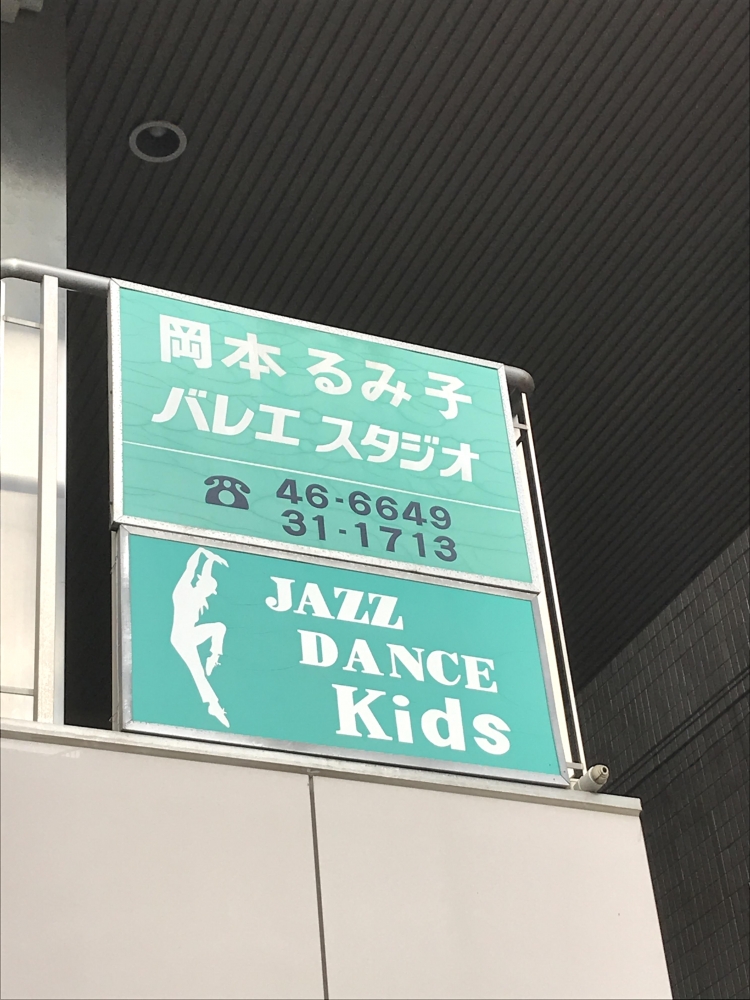 岡本 るみ子
バレエ スタジオ
☎ 46-6649
31-1713
JAZZ
DANCE
Kids